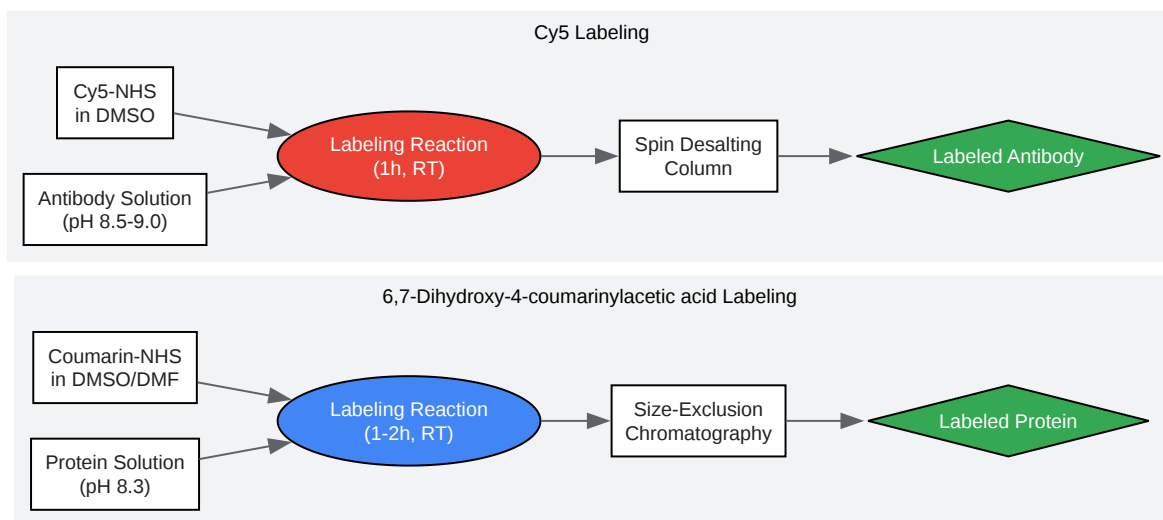 Cy5 Labeling
Cy5-NHS
in DMSO
Antibody Solution
(pH 8.5-9.0)
Labeling Reaction
(1h, RT)
Spin Desalting
Column
Labeled Antibody
6,7-Dihydroxy-4-coumarinylacetic acid Labeling
Coumarin-NHS
in DMSO/DMF
Protein Solution
(pH 8.3)
Labeling Reaction
(1-2h, RT)
Size-Exclusion
Chromatography
Labeled Protein